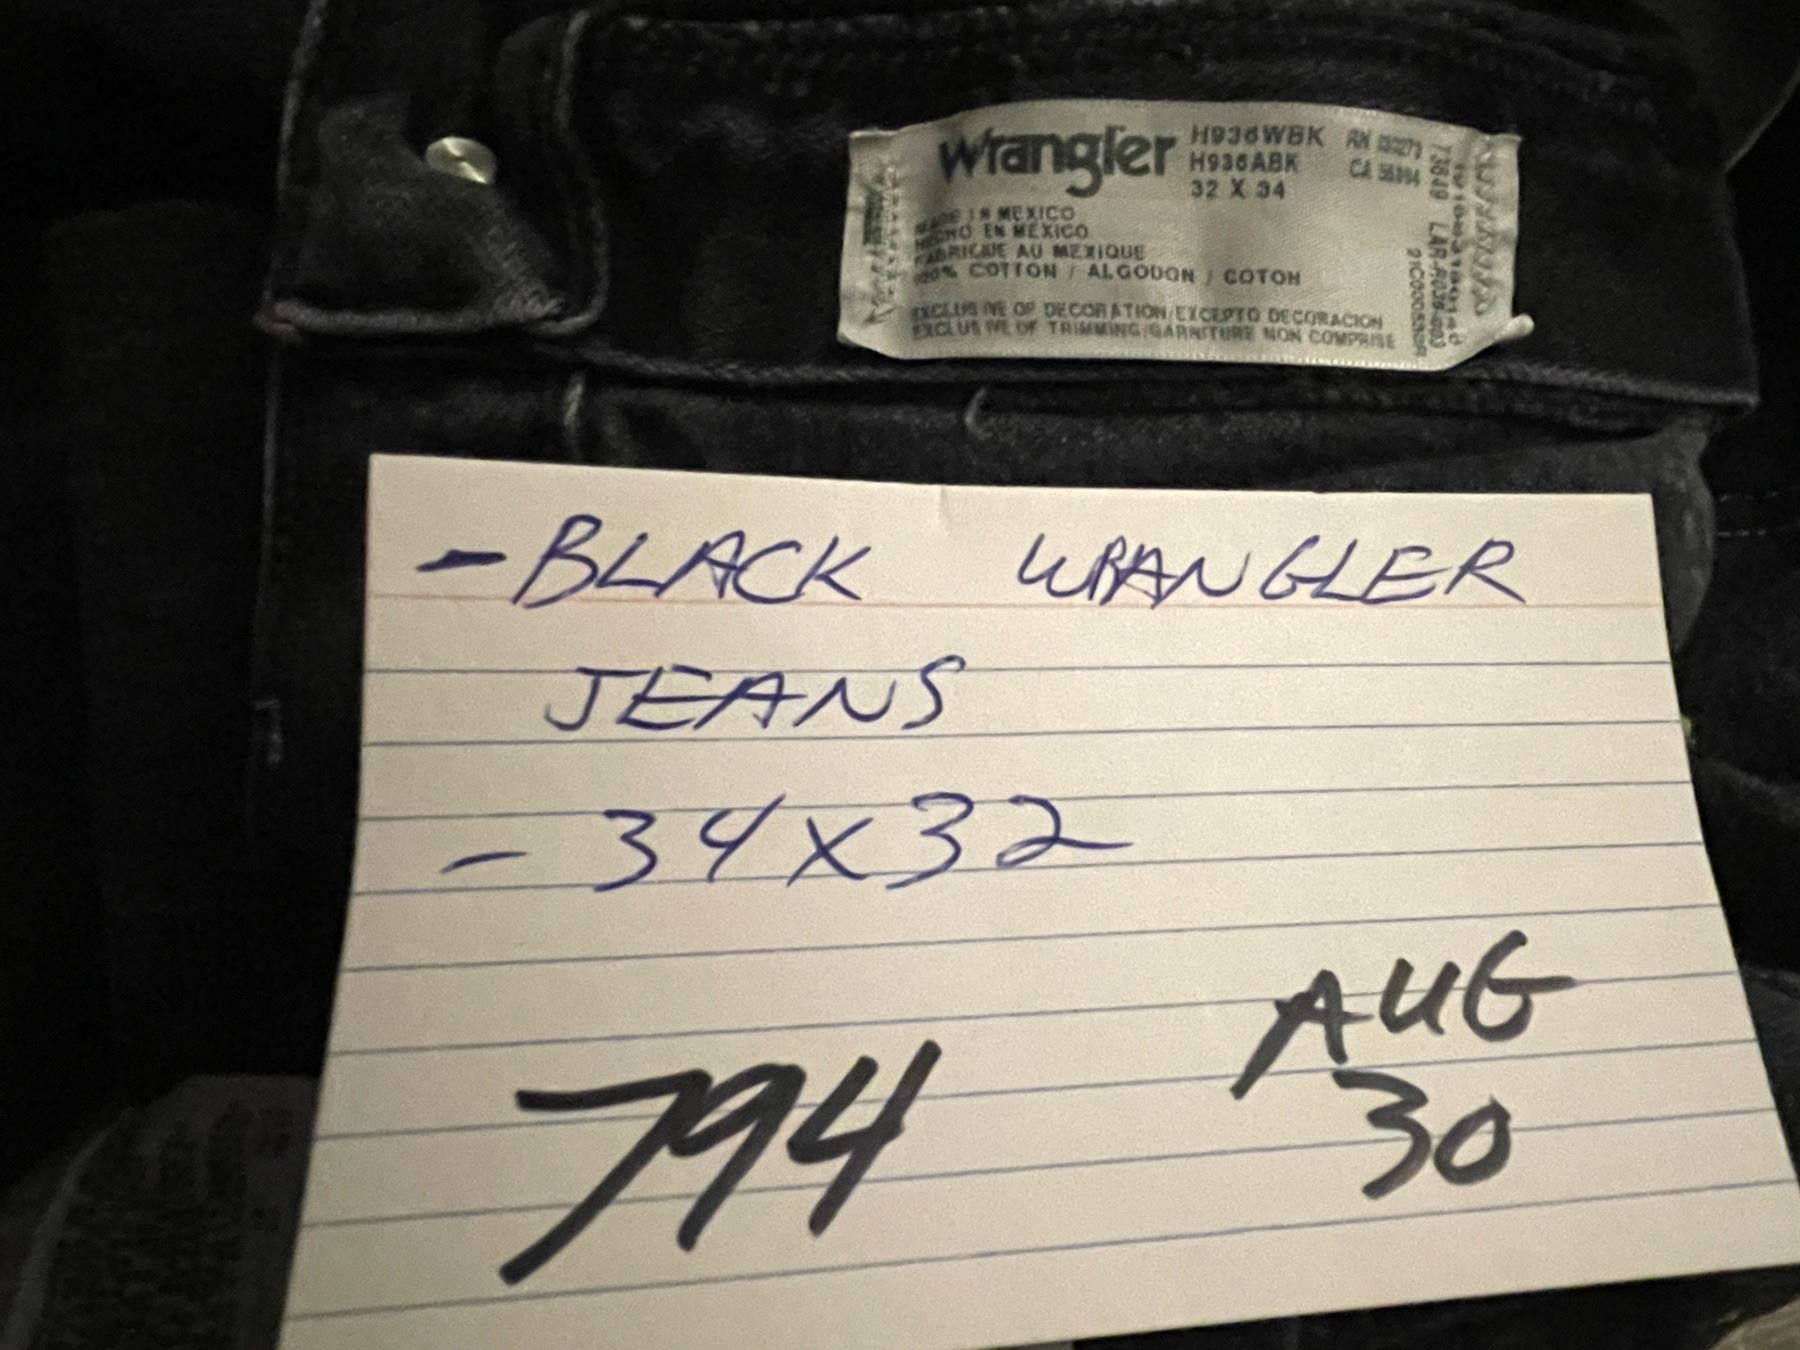 Wrangler
H936WBK
H936ABK
32 X 34
MADE IN MEXICO
HECHO EN MEXICO
FABRIQUE AU MEXIQUE
100% COTTON / ALGODON / COTON
EXCLUSIVE OF DECORATION/EXCEPTO DECORACION
EXCLUSIVE OF TRIMMING/GARNITURE NON COMPRISE
- BLACK WRANGLER
JEANS
- 34X32
794
AUG
30